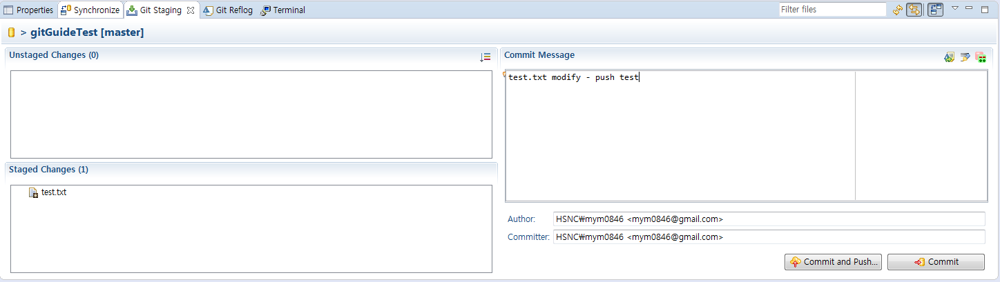 Properties Synchronize Git Staging Git Reflog Terminal Filter files
> gitGuideTest [master]
Unstaged Changes (0)
Staged Changes (1)
test.txt
Commit Message
test.txt modify - push test
Author: HSNC₩mym0846 <mym0846@gmail.com>
Committer: HSNC₩mym0846 <mym0846@gmail.com>
Commit and Push... Commit